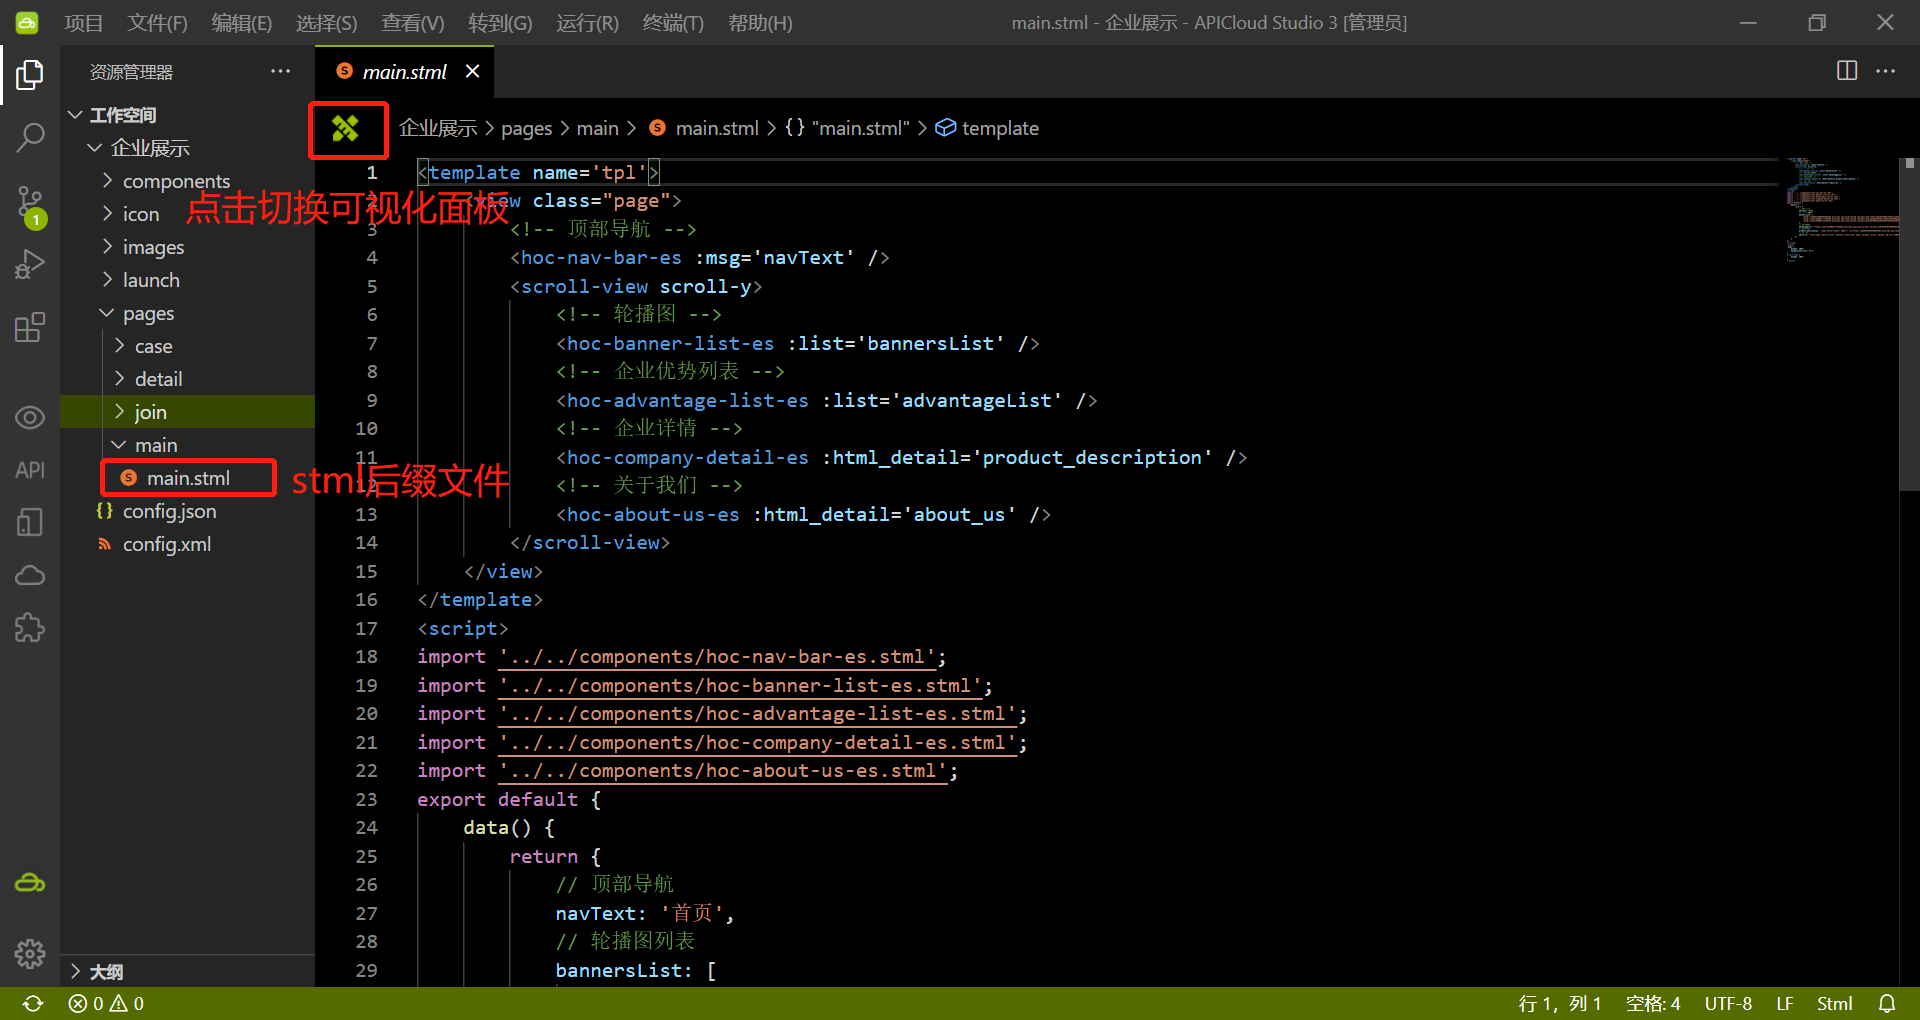 项目 文件(F) 编辑(E) 选择(S) 查看(V) 转到(G) 运行(R) 终端(T) 帮助(H) main.stml - 企业展示 - APICloud Studio 3 [管理员]
资源管理器 ···
main.stml
工作空间
企业展示
components
icon
images
launch
pages
case
detail
join
main
main.stml
config.json
config.xml
大纲
API
1
点击切换可视化面板
stml后缀文件
企业展示 > pages > main > main.stml > {} "main.stml" > template
1 <template name='tpl'>
2 <view class="page">
3 <!-- 顶部导航 -->
4 <hoc-nav-bar-es :msg='navText' />
5 <scroll-view scroll-y>
6 <!-- 轮播图 -->
7 <hoc-banner-list-es :list='bannersList' />
8 <!-- 企业优势列表 -->
9 <hoc-advantage-list-es :list='advantageList' />
10 <!-- 企业详情 -->
11 <hoc-company-detail-es :html_detail='product_description' />
12 <!-- 关于我们 -->
13 <hoc-about-us-es :html_detail='about_us' />
14 </scroll-view>
15 </view>
16 </template>
17 <script>
18 import '../../components/hoc-nav-bar-es.stml';
19 import '../../components/hoc-banner-list-es.stml';
20 import '../../components/hoc-advantage-list-es.stml';
21 import '../../components/hoc-company-detail-es.stml';
22 import '../../components/hoc-about-us-es.stml';
23 export default {
24 data() {
25 return {
26 // 顶部导航
27 navText: '首页',
28 // 轮播图列表
29 bannersList: [
0 0 行 1，列 1 空格: 4 UTF-8 LF Stml